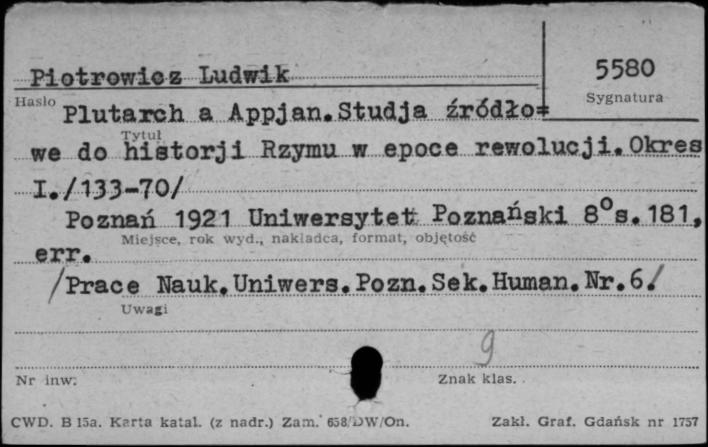 Piotrowicz Ludwik
5580
Hasło
Sygnatura
Plutarch a Appjan. Studja źródło=
Tytuł
we do historji Rzymu w epoce rewolucji. Okres
I./133-70/
Poznań 1921 Uniwersytet Poznański 8° s. 181,
Miejsce, rok wyd., nakładca, format, objętość
err.
/Prace Nauk. Uniwers. Pozn. Sek. Human. Nr. 6./
Uwagi
9
Nr inw.
Znak klas.
CWD. B 15a. Karta katal. (z nadr.) Zam. 658/DW/On.
Zakł. Graf. Gdańsk nr 1757